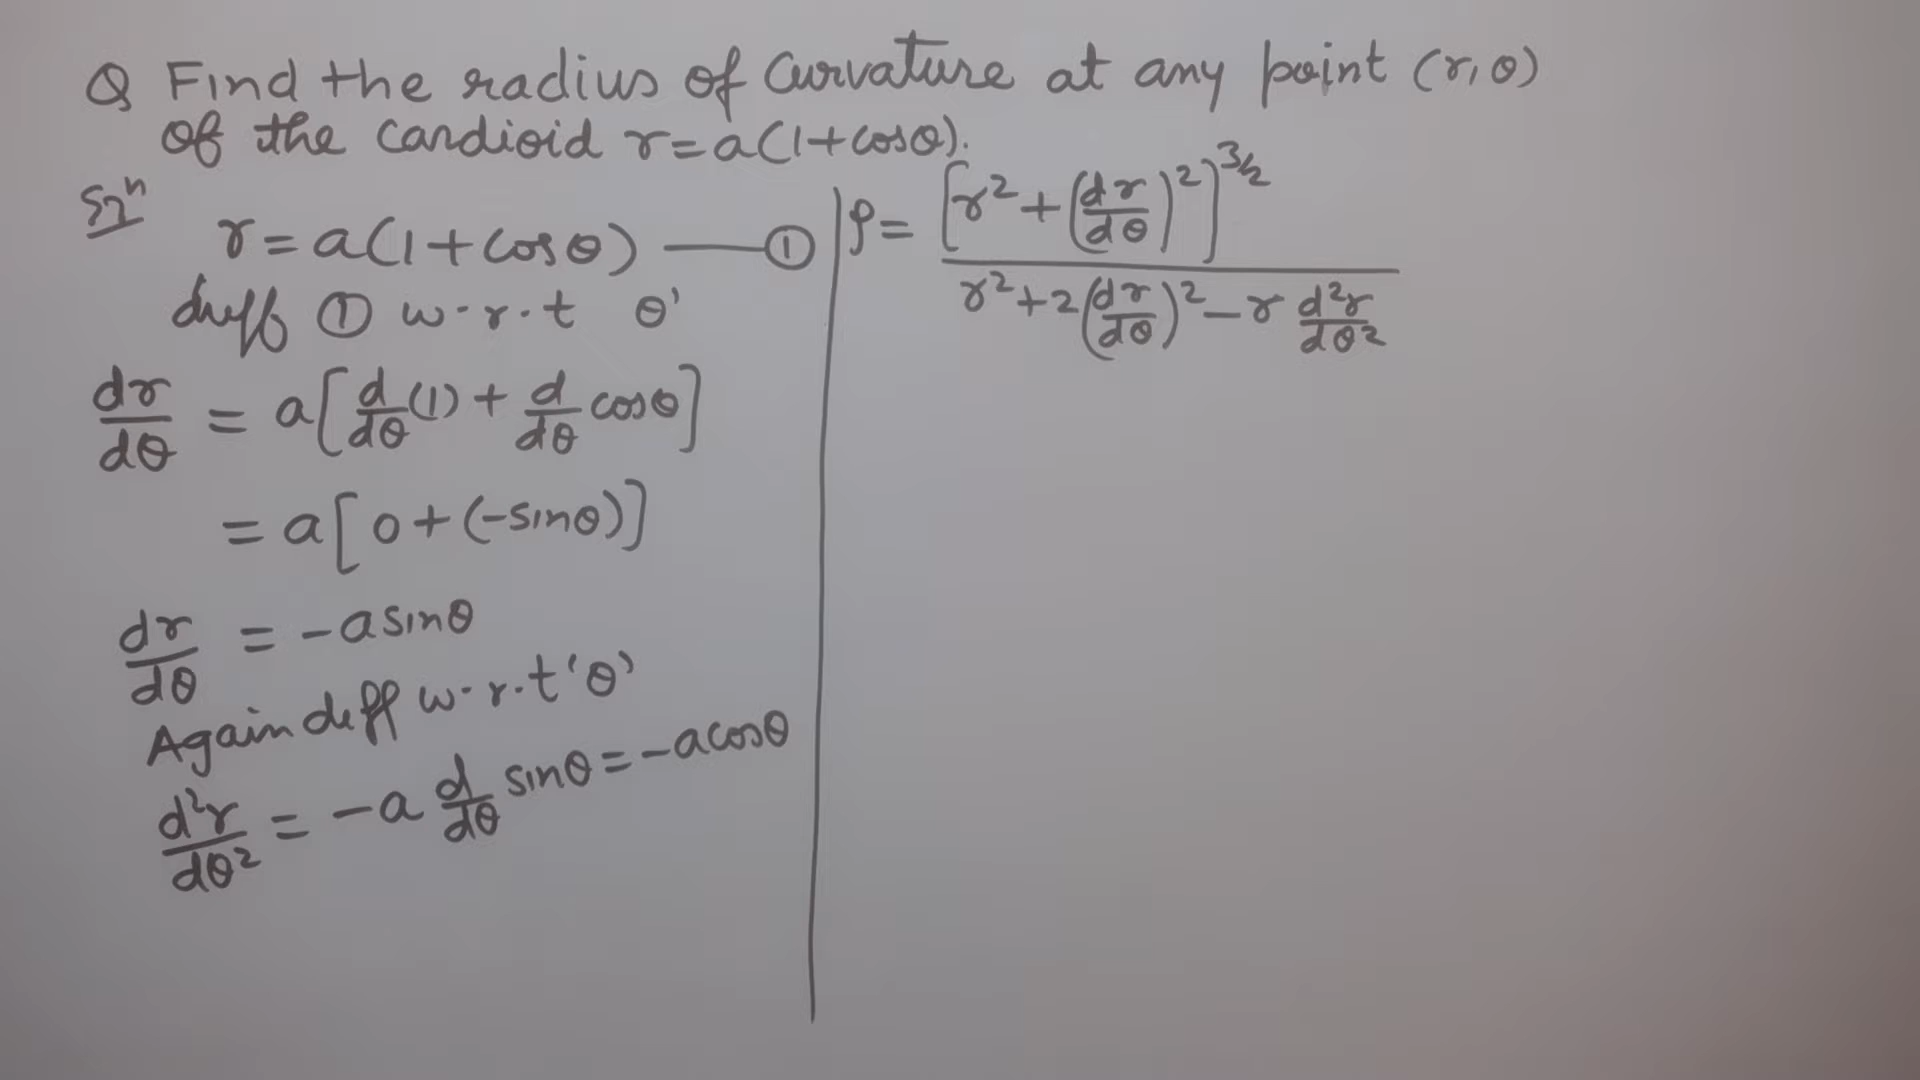 Q Find the radius of Curvature at any point (r, θ)
of the cardioid r=a(1+cosθ).
Solⁿ
r = a(1+cosθ) —— ①
diff ① w.r.t θ'
dr/dθ = a[d/dθ(1) + d/dθ cosθ]
= a[0+(-sinθ)]
dr/dθ = -a sinθ
Again diff w.r.t 'θ'
d²r/dθ² = -a d/dθ sinθ = -a cosθ
ρ = [r² + (dr/dθ)²]^3/2 / r² + 2(dr/dθ)² - r d²r/dθ²